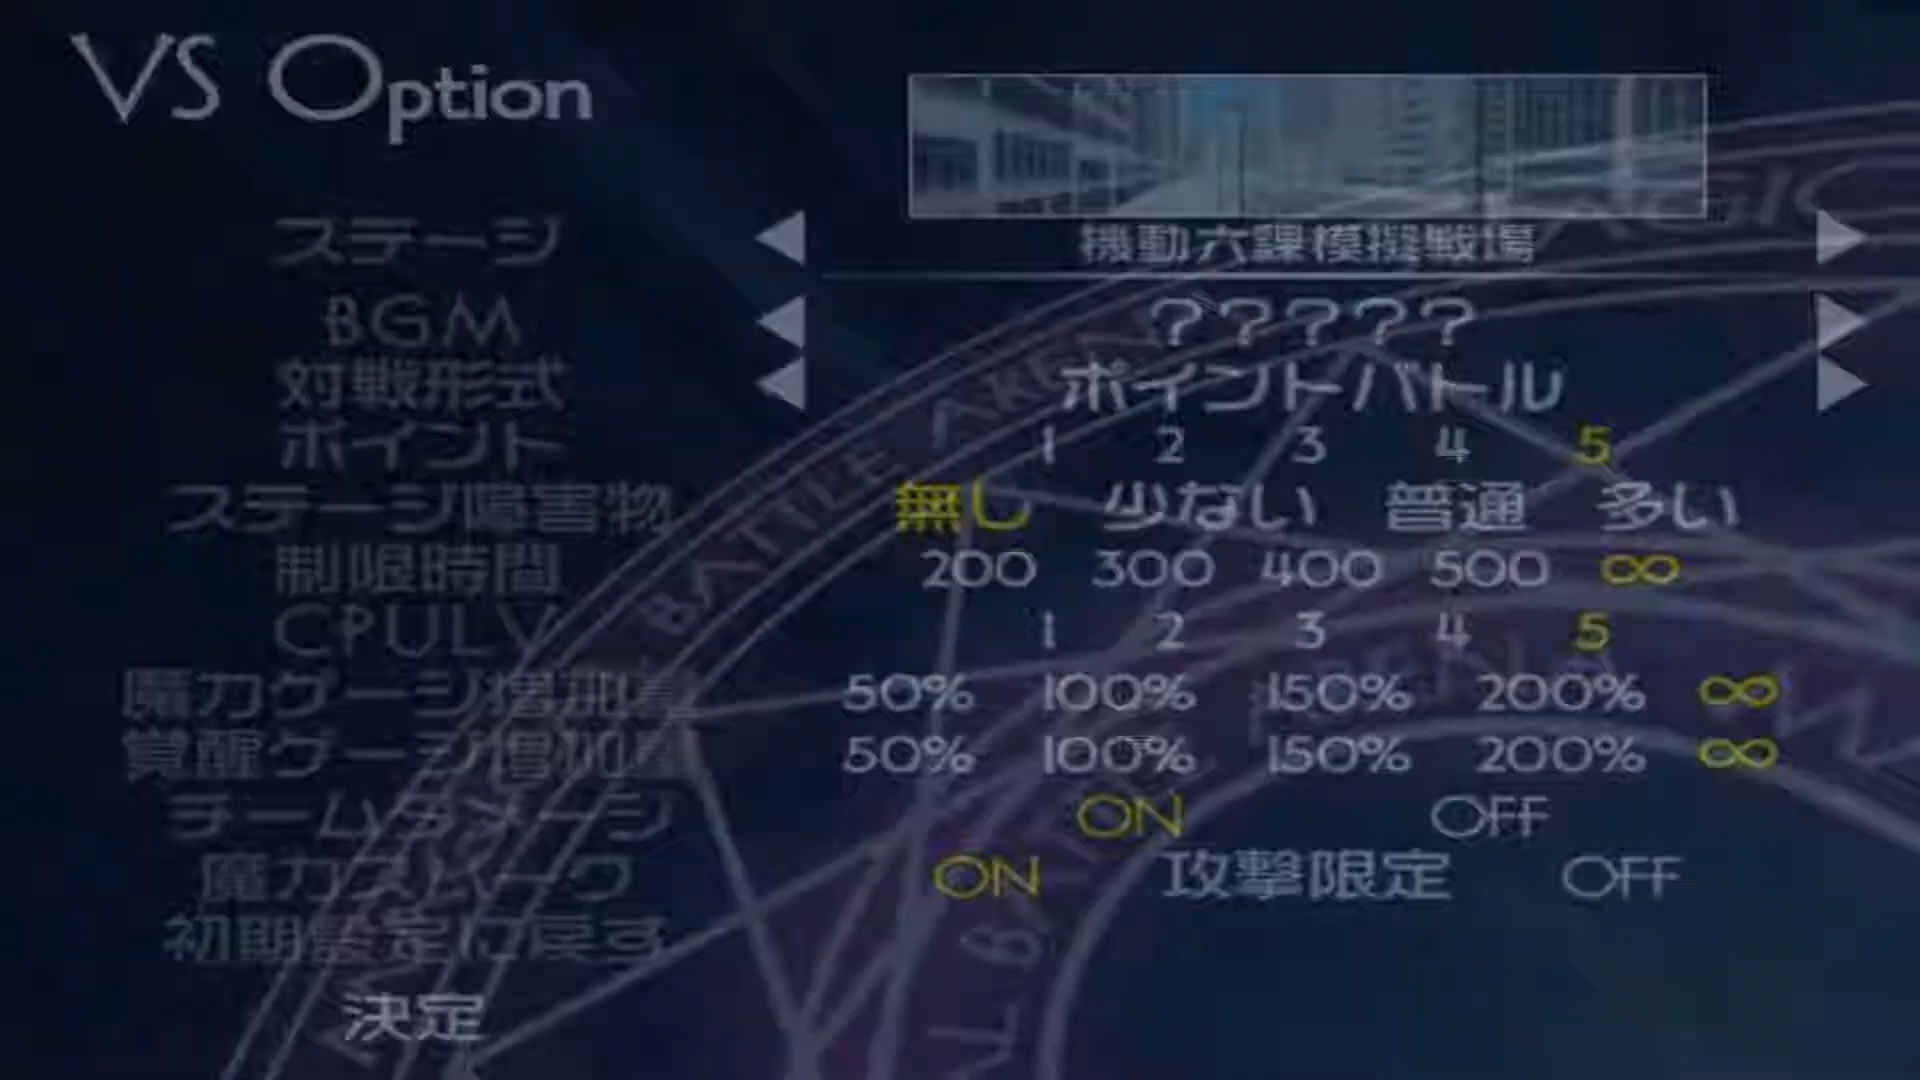 VS Option
ステージ 機動六課模擬戦場
BGM ?????
対戦形式 ポイントバトル
ポイント 1 2 3 4 5
ステージ障害物 無し 少ない 普通 多い
制限時間 200 300 400 500 ∞
CPULV 1 2 3 4 5
魔力ゲージ増加量 50% 100% 150% 200% ∞
覚醒ゲージ増加量 50% 100% 150% 200% ∞
チームダメージ ON OFF
魔力スパーク ON 攻撃限定 OFF
初期設定に戻す
決定
BATTLE